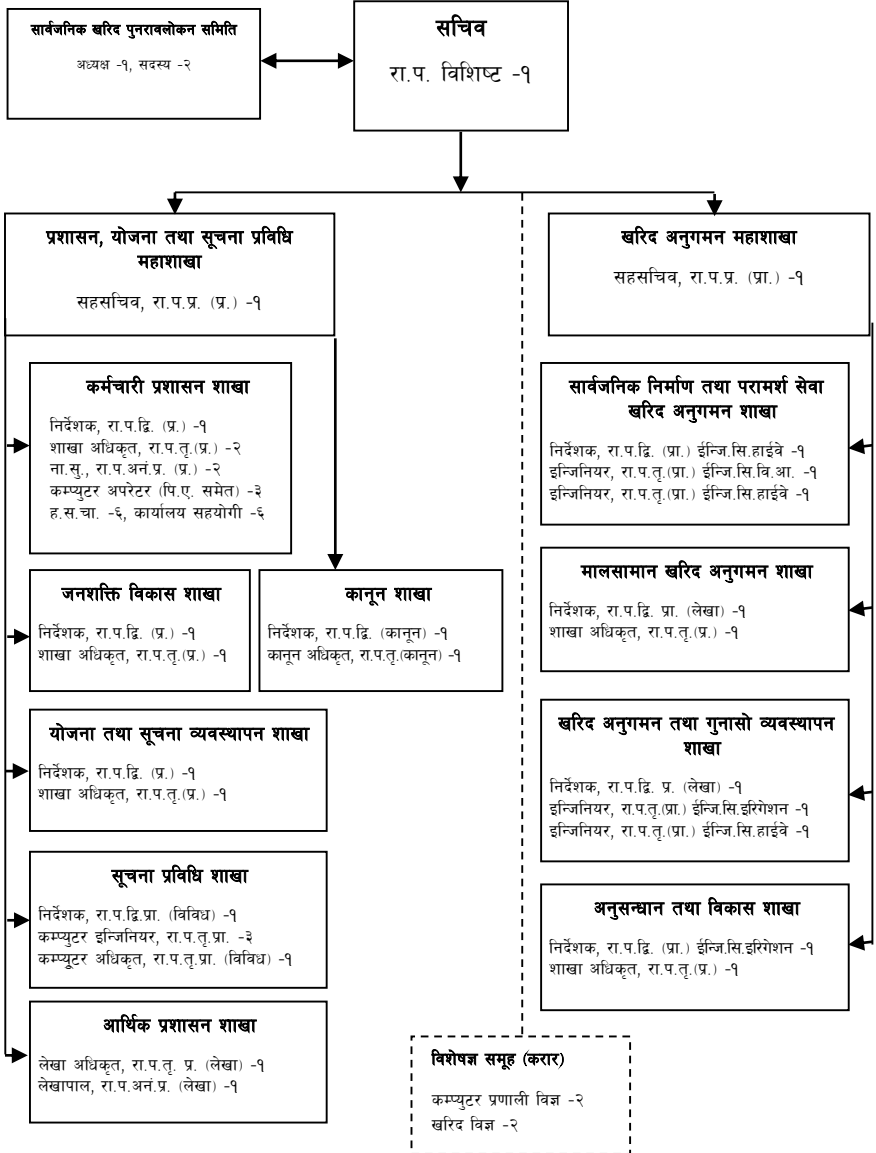 सार्वजनिक खरिद पुनरावलोकन समिति
अध्यक्ष -१, सदस्य -२
सचिव
रा.प. विशिष्ट -१
प्रशासन, योजना तथा सूचना प्रविधि
महाशाखा
सहसचिव, रा.प.प्र. (प्र.) -१
खरिद अनुगमन महाशाखा
सहसचिव, रा.प.प्र. (प्रा.) -१
कर्मचारी प्रशासन शाखा
निर्देशक, रा.प.द्वि. (प्र.) -१
शाखा अधिकृत, रा.प.तृ.(प्र.) -२
ना.सु., रा.प.अनं.प्र. (प्र.) -२
कम्प्युटर अपरेटर (पि.ए. समेत) -३
ह.स.चा. -६, कार्यालय सहयोगी -६
जनशक्ति विकास शाखा
निर्देशक, रा.प.द्वि. (प्र.) -१
शाखा अधिकृत, रा.प.तृ.(प्र.) -१
कानून शाखा
निर्देशक, रा.प.द्वि. (कानून) -१
कानून अधिकृत, रा.प.तृ.(कानून) -१
योजना तथा सूचना व्यवस्थापन शाखा
निर्देशक, रा.प.द्वि. (प्र.) -१
शाखा अधिकृत, रा.प.तृ.(प्र.) -१
सूचना प्रविधि शाखा
निर्देशक, रा.प.द्वि.प्रा. (विविध) -१
कम्प्युटर इन्जिनियर, रा.प.तृ.प्रा. -३
कम्प्यूुटर अधिकृत, रा.प.तृ.प्रा. (विविध) -१
आर्थिक प्रशासन शाखा
लेखा अधिकृत, रा.प.तृ. प्र. (लेखा) -१
लेखापाल, रा.प.अनं.प्र. (लेखा) -१
सार्वजनिक निर्माण तथा परामर्श सेवा
खरिद अनुगमन शाखा
निर्देशक, रा.प.द्वि. (प्रा.) ईन्जि.सि.हाईवे -१
इन्जिनियर, रा.प.तृ.(प्रा.) ईन्जि.सि.वि.आ. -१
इन्जिनियर, रा.प.तृ.(प्रा.) ईन्जि.सि.हाईवे -१
मालसामान खरिद अनुगमन शाखा
निर्देशक, रा.प.द्वि. प्रा. (लेखा) -१
शाखा अधिकृत, रा.प.तृ.(प्र.) -१
खरिद अनुगमन तथा गुनासो व्यवस्थापन
शाखा
निर्देशक, रा.प.द्वि. प्र. (लेखा) -१
इन्जिनियर, रा.प.तृ.(प्रा.) ईन्जि.सि.इरिगेशन -१
इन्जिनियर, रा.प.तृ.(प्रा.) ईन्जि.सि.हाईवे -१
अनुसन्धान तथा विकास शाखा
निर्देशक, रा.प.द्वि. (प्रा.) ईन्जि.सि.इरिगेशन -१
शाखा अधिकृत, रा.प.तृ.(प्र.) -१
विशेषज्ञ समूह (करार)
कम्प्युटर प्रणाली विज्ञ -२
खरिद विज्ञ -२